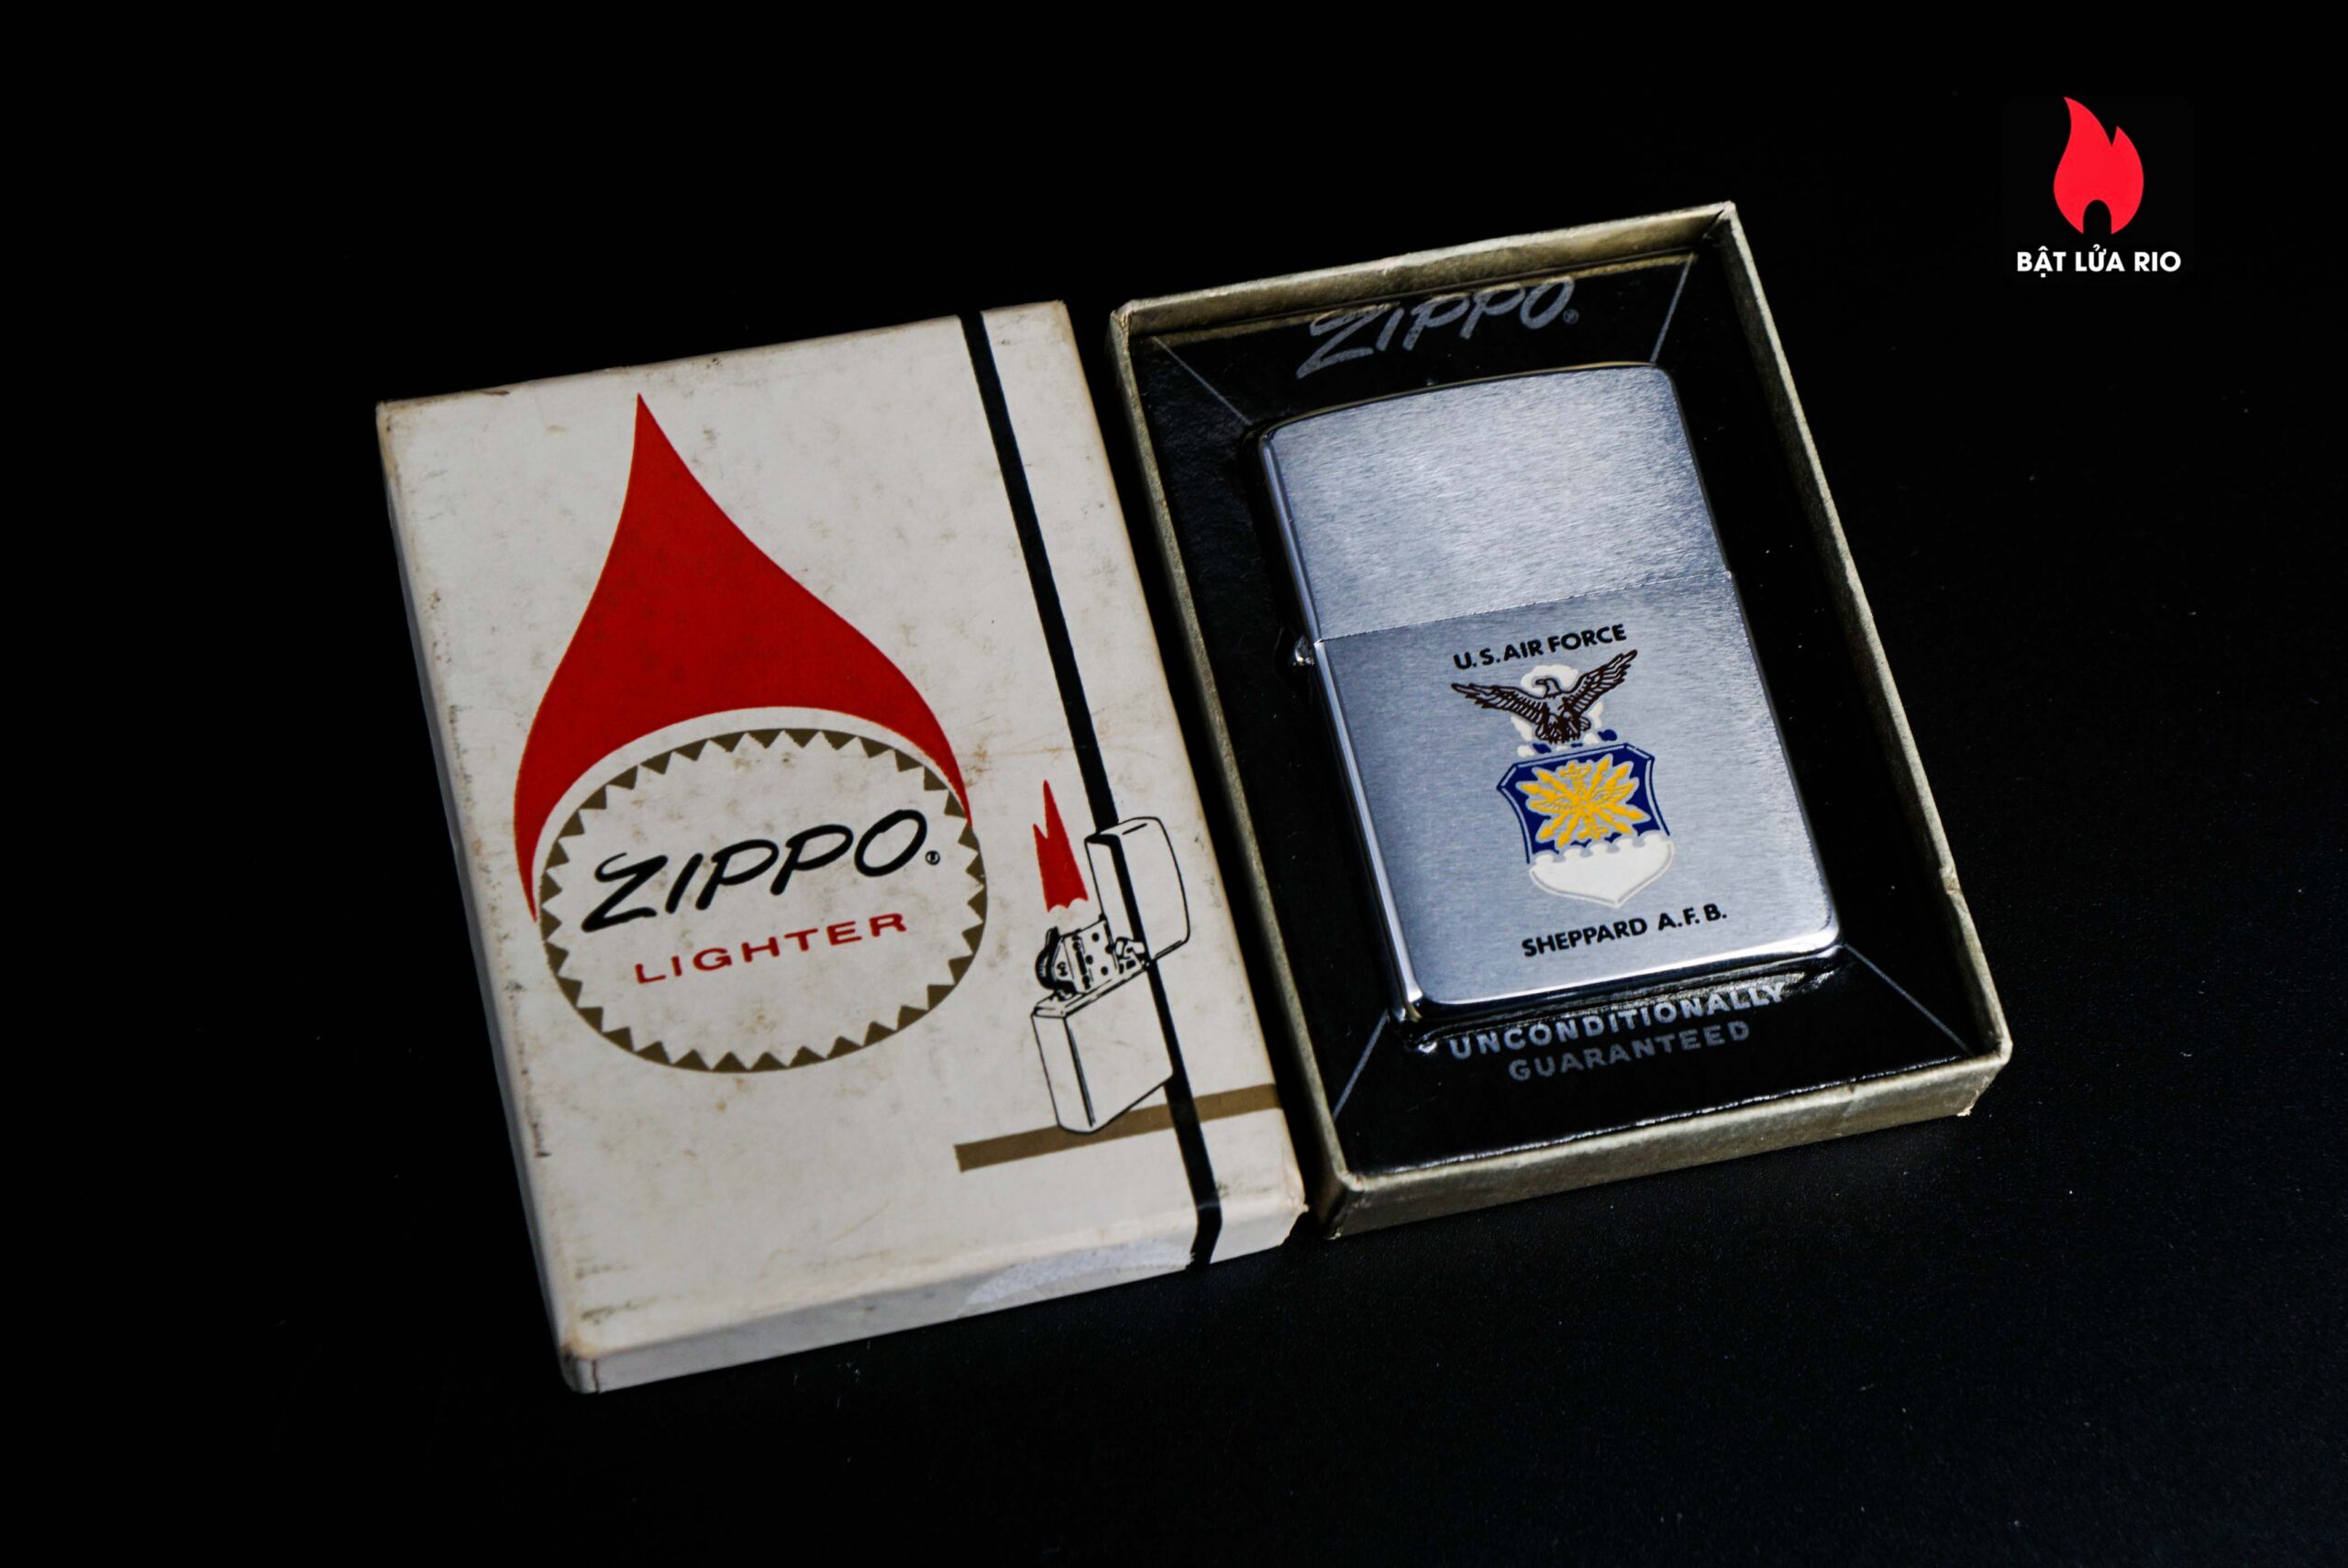 BẬT LỬA RIO
ZIPPO®
LIGHTER
ZIPPO®
U.S. AIR FORCE
SHEPPARD A.F.B.
UNCONDITIONALLY
GUARANTEED